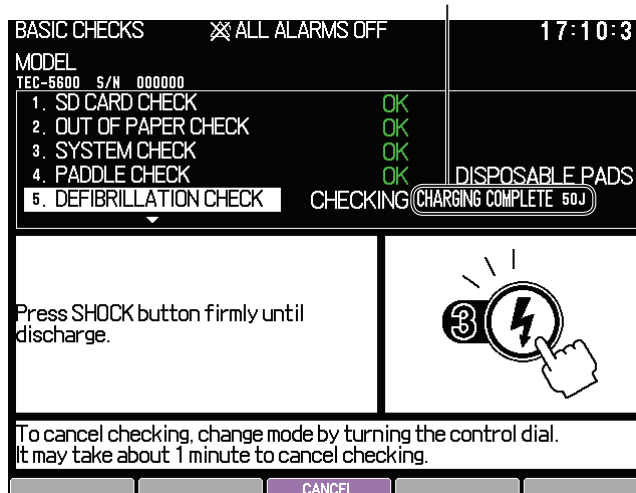 BASIC CHECKS ALL ALARMS OFF 17:10:3
MODEL
TEC-5600 S/N 000000
1. SD CARD CHECK OK
2. OUT OF PAPER CHECK OK
3. SYSTEM CHECK OK
4. PADDLE CHECK OK DISPOSABLE PADS
5. DEFIBRILLATION CHECK CHECKING CHARGING COMPLETE 50J
Press SHOCK button firmly until
discharge.
3
To cancel checking, change mode by turning the control dial.
It may take about 1 minute to cancel checking.
CANCEL